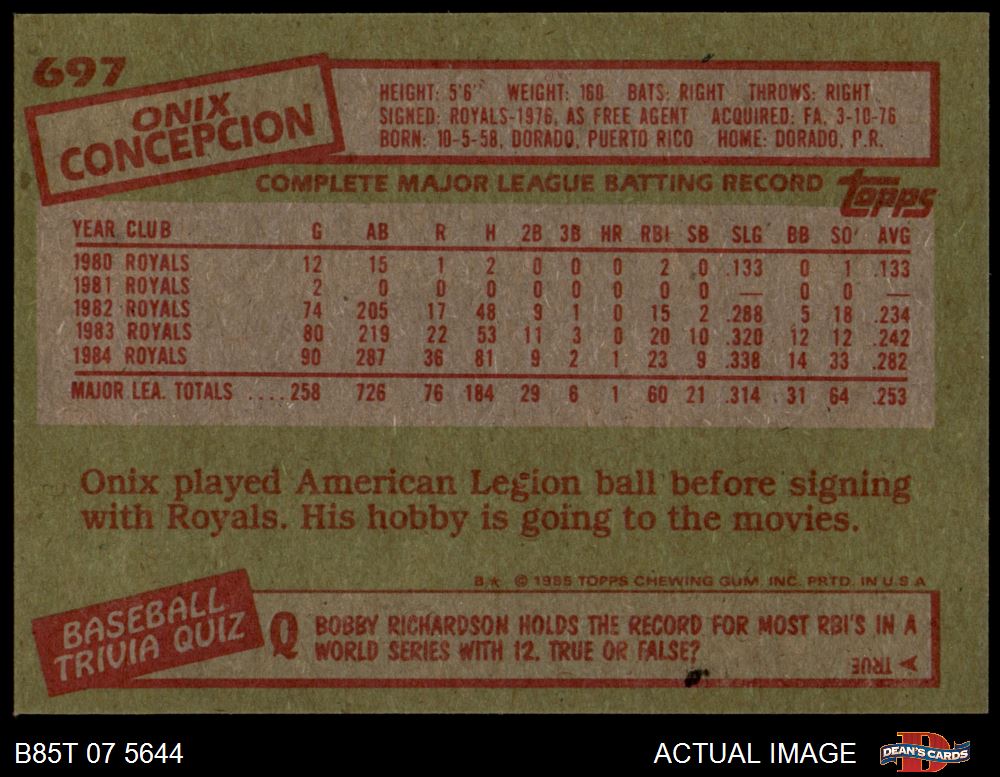 697
ONIX
CONCEPCION
HEIGHT: 5'6" WEIGHT: 160 BATS: RIGHT THROWS: RIGHT
SIGNED: ROYALS-1976, AS FREE AGENT ACQUIRED: FA, 3-10-76
BORN: 10-5-58, DORADO, PUERTO RICO HOME: DORADO, P.R.
COMPLETE MAJOR LEAGUE BATTING RECORD topps
YEAR CLUB G AB R H 2B 3B HR RBI SB SLG BB SO AVG
1980 ROYALS 12 15 1 2 0 0 0 2 0 .133 0 1 .133
1981 ROYALS 2 0 0 0 0 0 0 0 0 — 0 0 —
1982 ROYALS 74 205 17 48 9 1 0 15 2 .288 5 18 .234
1983 ROYALS 80 219 22 53 11 3 0 20 10 .320 12 12 .242
1984 ROYALS 90 287 36 81 9 2 1 23 9 .338 14 33 .282
MAJOR LEA. TOTALS ....258 726 76 184 29 6 1 60 21 .314 31 64 .253
Onix played American Legion ball before signing
with Royals. His hobby is going to the movies.
B* © 1985 TOPPS CHEWING GUM, INC. PRTD. IN U.S.A
BASEBALL
TRIVIA QUIZ
Q BOBBY RICHARDSON HOLDS THE RECORD FOR MOST RBI'S IN A
WORLD SERIES WITH 12. TRUE OR FALSE?
A TRUE
B85T 07 5644
ACTUAL IMAGE
D
DEAN'S CARDS